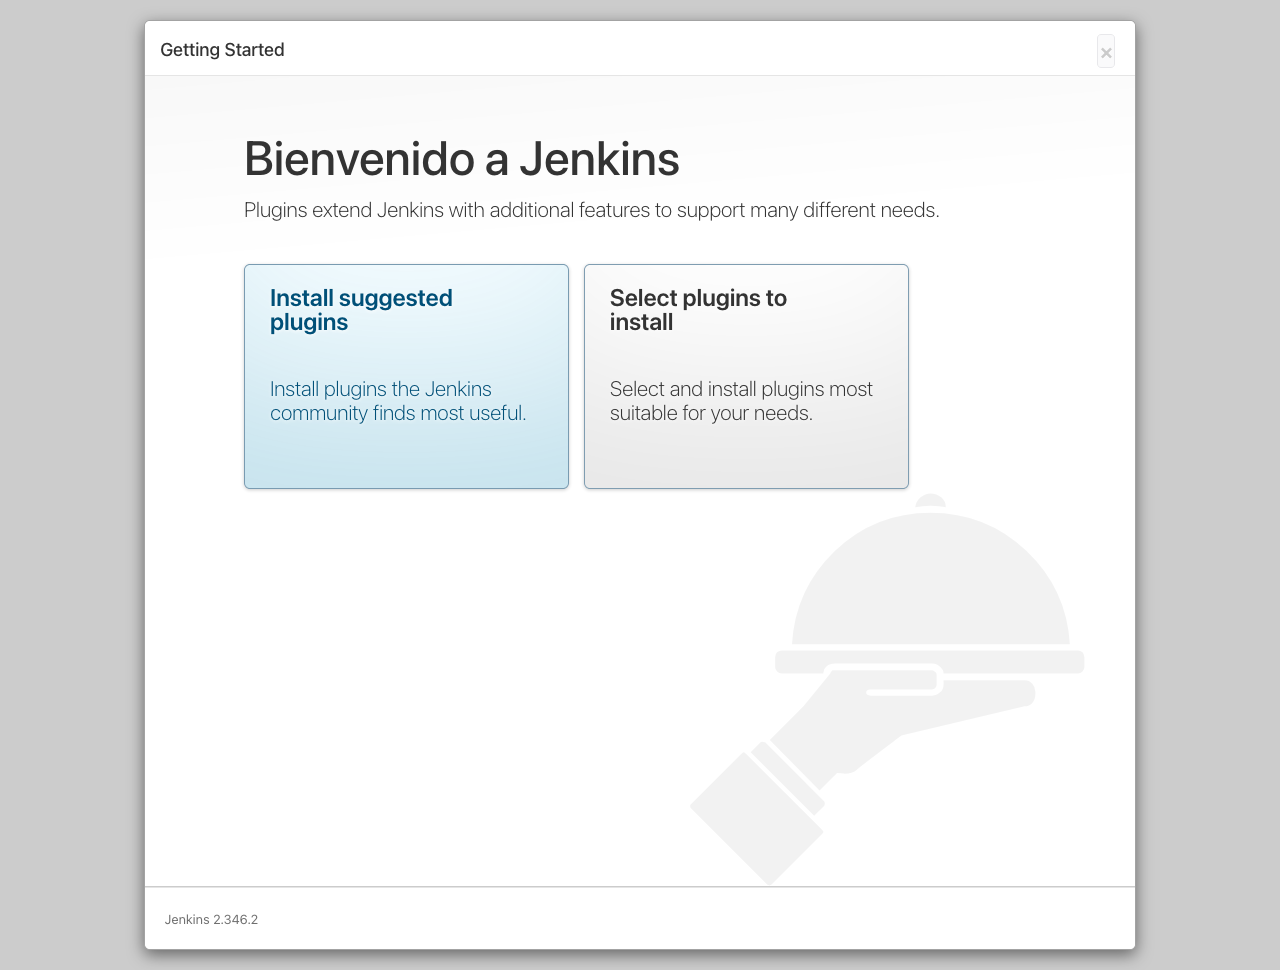 Getting Started
×
Bienvenido a Jenkins
Plugins extend Jenkins with additional features to support many different needs.
Install suggested
plugins
Install plugins the Jenkins
community finds most useful.
Select plugins to
install
Select and install plugins most
suitable for your needs.
Jenkins 2.346.2